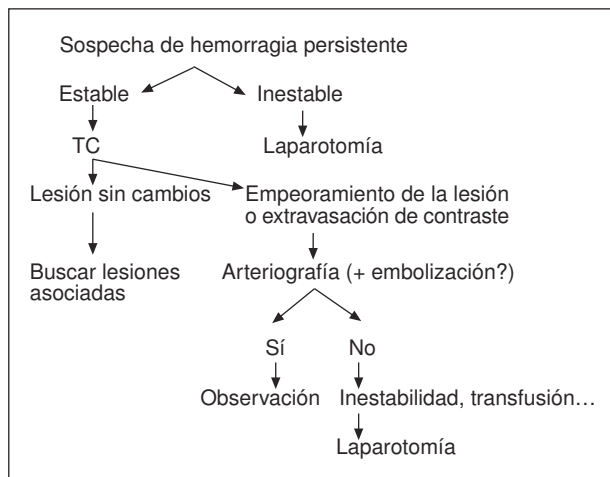 Sospecha de hemorragia persistente
Estable
Inestable
TC
Laparotomía
Lesión sin cambios
Empeoramiento de la lesión
o extravasación de contraste
Buscar lesiones
asociadas
Arteriografía (+ embolización?)
Sí
No
Observación
Inestabilidad, transfusión…
Laparotomía